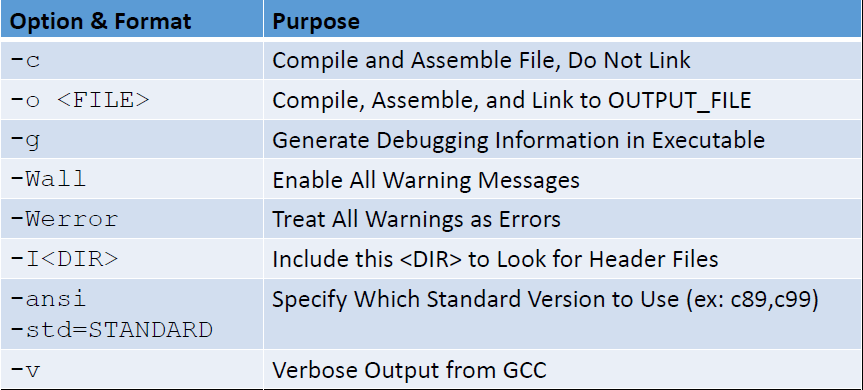 Option & Format Purpose
-c Compile and Assemble File, Do Not Link
-o <FILE> Compile, Assemble, and Link to OUTPUT_FILE
-g Generate Debugging Information in Executable
-Wall Enable All Warning Messages
-Werror Treat All Warnings as Errors
-I<DIR> Include this <DIR> to Look for Header Files
-ansi Specify Which Standard Version to Use (ex: c89,c99)
-std=STANDARD
-v Verbose Output from GCC